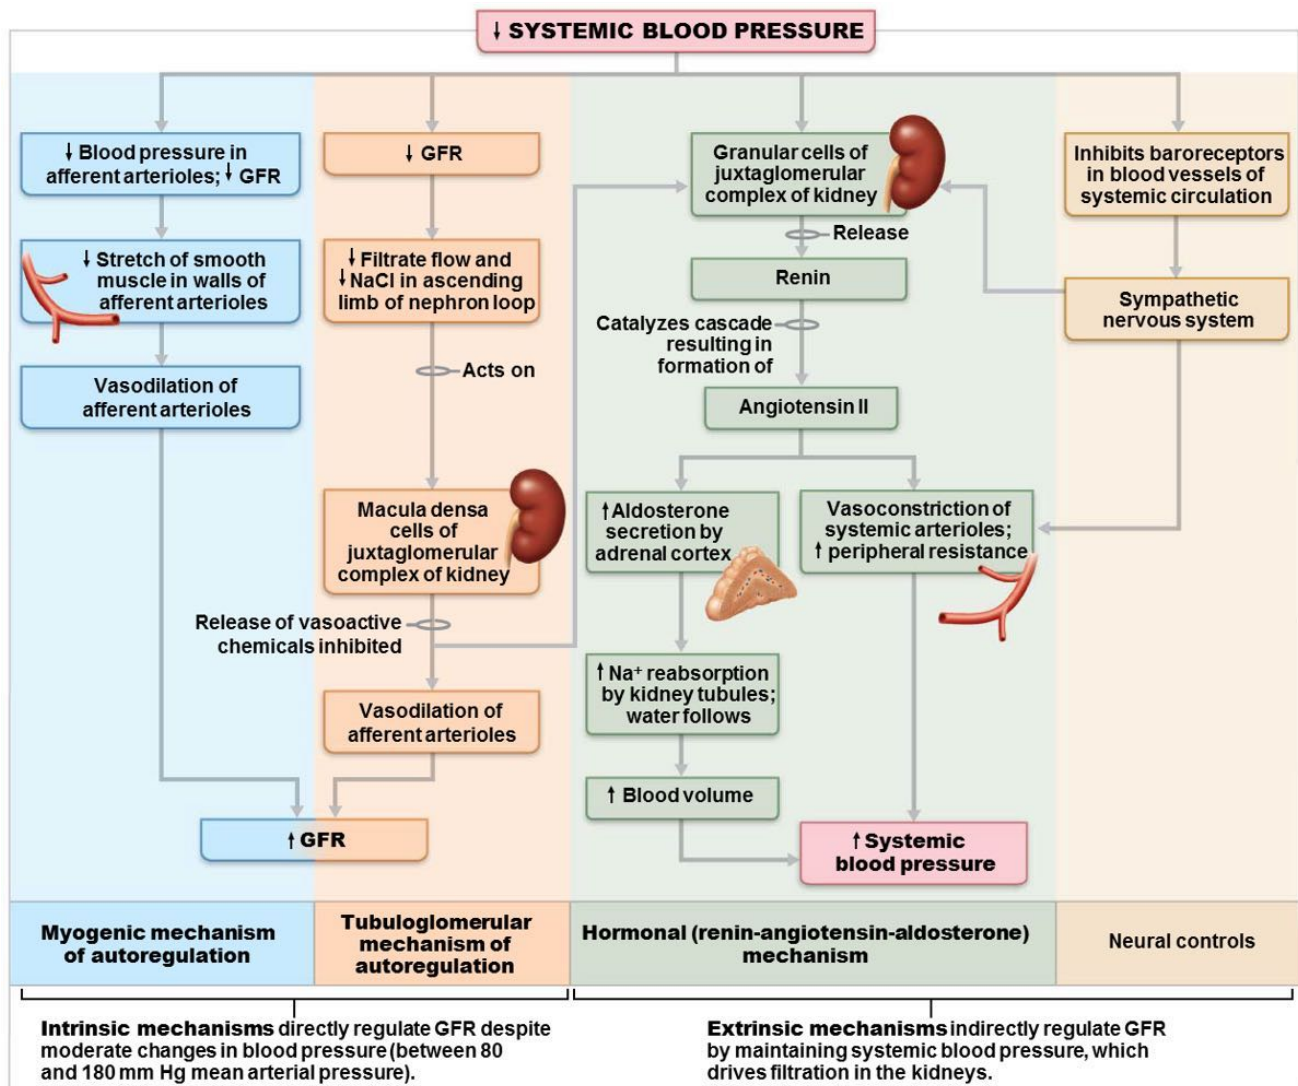 ↓ SYSTEMIC BLOOD PRESSURE
↓ Blood pressure in
afferent arterioles; ↓ GFR
↓ Stretch of smooth
muscle in walls of
afferent arterioles
Vasodilation of
afferent arterioles
↓ GFR
↓ Filtrate flow and
↓ NaCl in ascending
limb of nephron loop
Acts on
Macula densa
cells of
juxtaglomerular
complex of kidney
Release of vasoactive
chemicals inhibited
Vasodilation of
afferent arterioles
↑ GFR
Granular cells of
juxtaglomerular
complex of kidney
Release
Renin
Catalyzes cascade
resulting in
formation of
Angiotensin II
↑ Aldosterone
secretion by
adrenal cortex
↑ Na⁺ reabsorption
by kidney tubules;
water follows
↑ Blood volume
Vasoconstriction of
systemic arterioles;
↑ peripheral resistance
↑ Systemic
blood pressure
Inhibits baroreceptors
in blood vessels of
systemic circulation
Sympathetic
nervous system
Myogenic mechanism
of autoregulation
Tubuloglomerular
mechanism of
autoregulation
Hormonal (renin-angiotensin-aldosterone)
mechanism
Neural controls
Intrinsic mechanisms directly regulate GFR despite
moderate changes in blood pressure (between 80
and 180 mm Hg mean arterial pressure).
Extrinsic mechanisms indirectly regulate GFR
by maintaining systemic blood pressure, which
drives filtration in the kidneys.